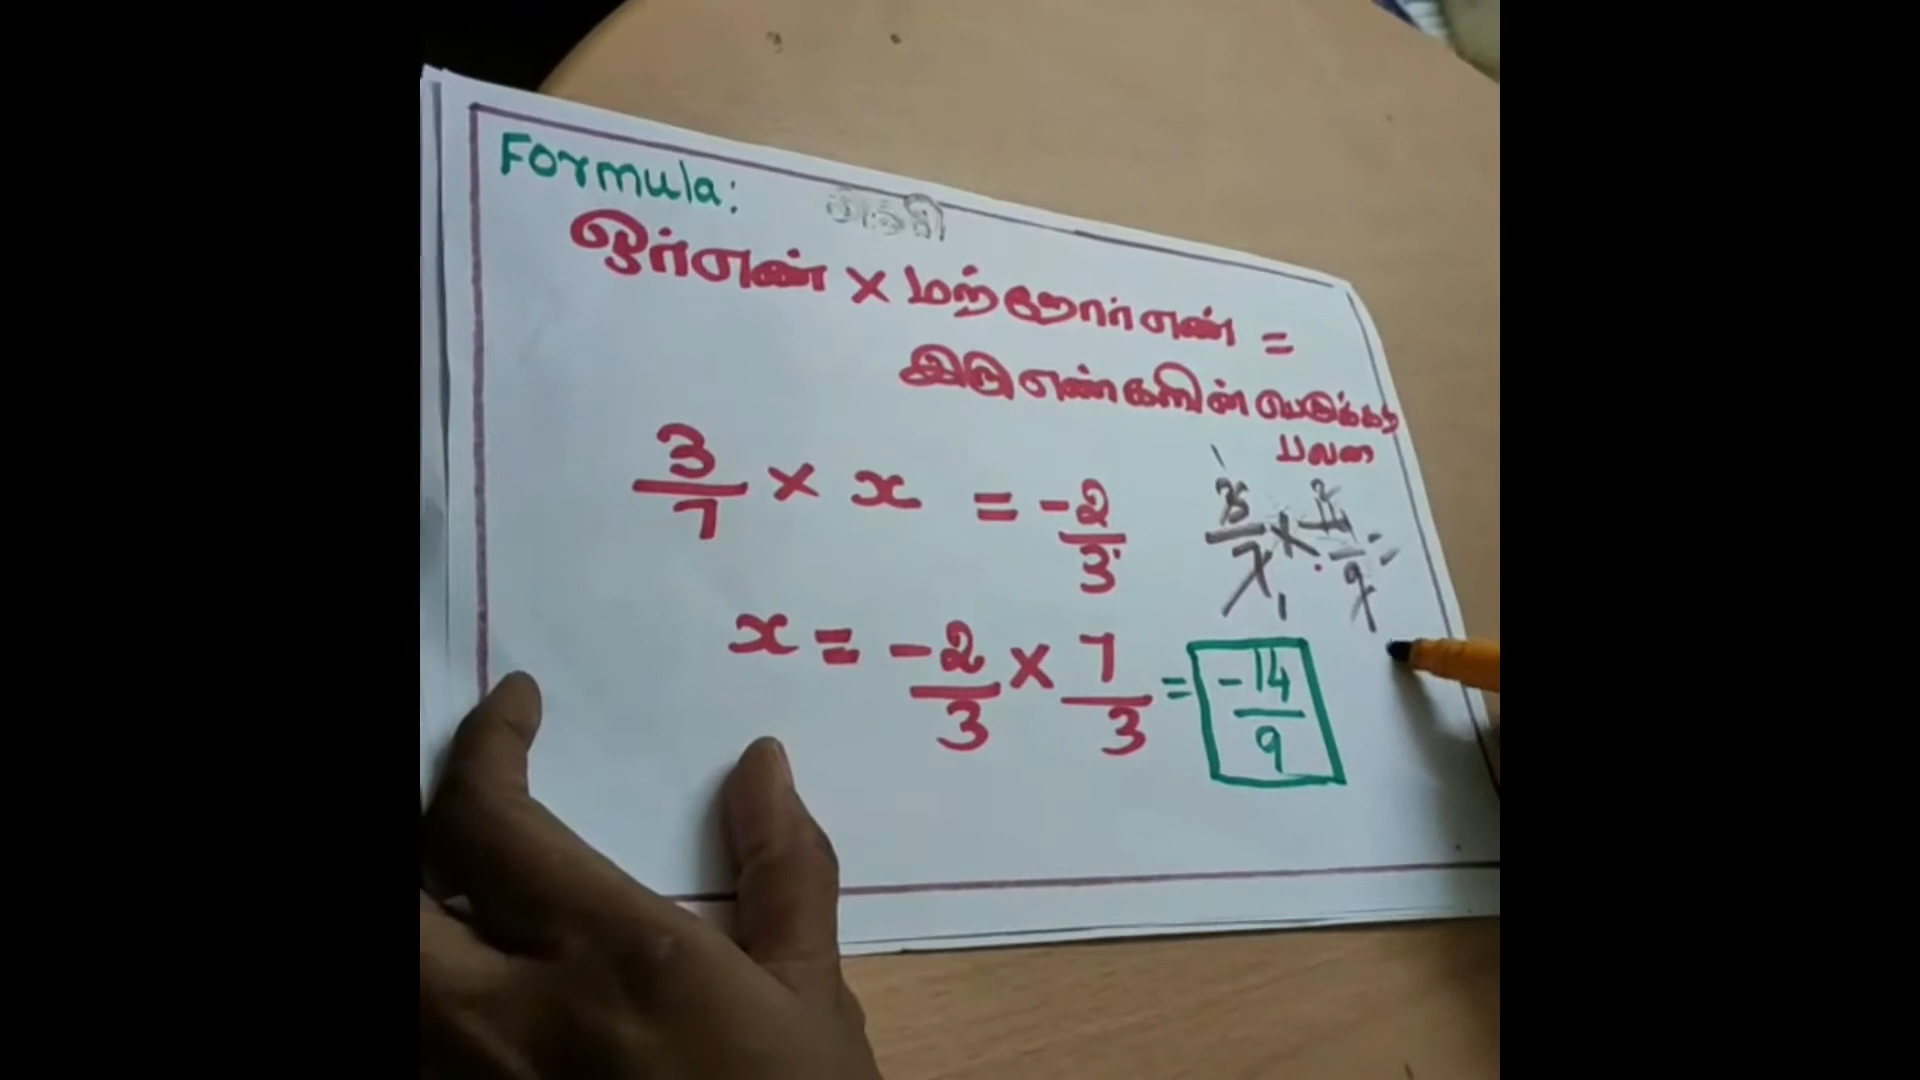 Formula:
ஓர்எண் × மற்றோர்எண் =
இரு எண்களின் பெருக்கற்
பலன்
3/7 × x = -2/3
x = -2/3 × 7/3 = -14/9